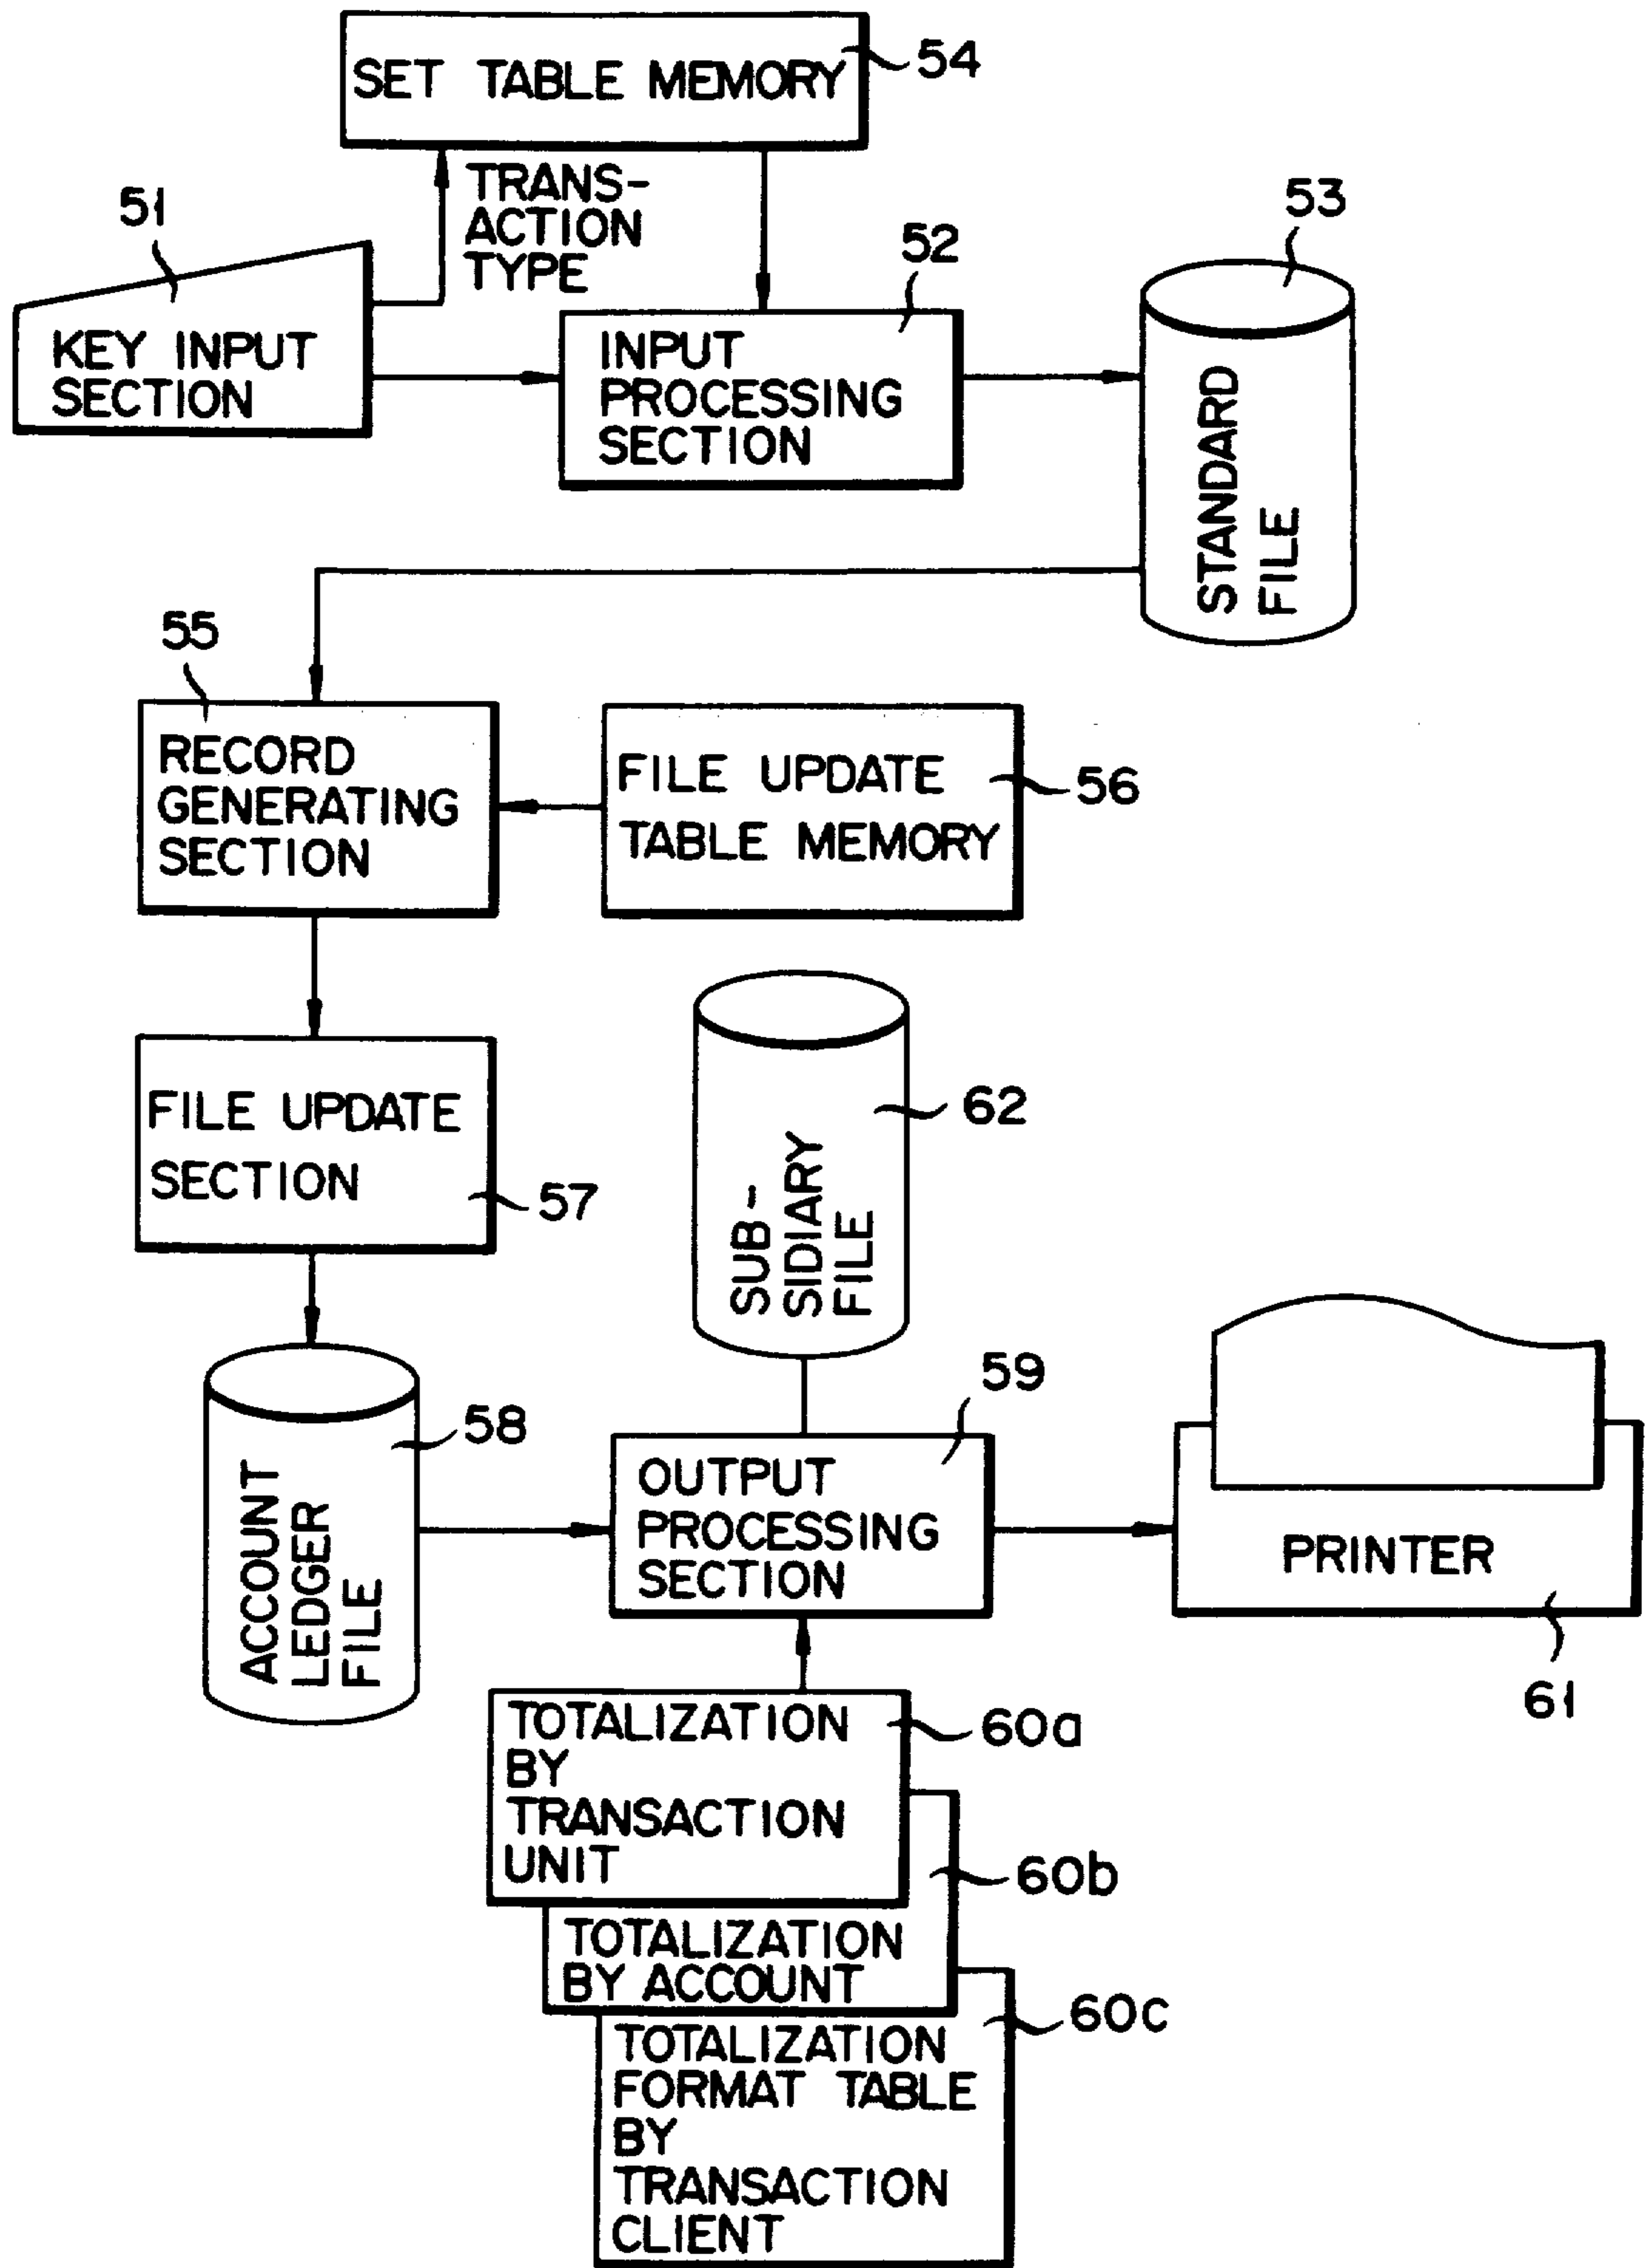 SET TABLE MEMORY
54
TRANS-
ACTION
TYPE
51
KEY INPUT
SECTION
52
INPUT
PROCESSING
SECTION
53
STANDARD
FILE
55
RECORD
GENERATING
SECTION
FILE UPDATE
TABLE MEMORY
56
FILE UPDATE
SECTION
57
SUB-
SIDIARY
FILE
62
ACCOUNT
LEDGER
FILE
58
59
OUTPUT
PROCESSING
SECTION
PRINTER
61
TOTALIZATION
BY
TRANSACTION
UNIT
60a
TOTALIZATION
BY ACCOUNT
60b
TOTALIZATION
FORMAT TABLE
BY
TRANSACTION
CLIENT
60c